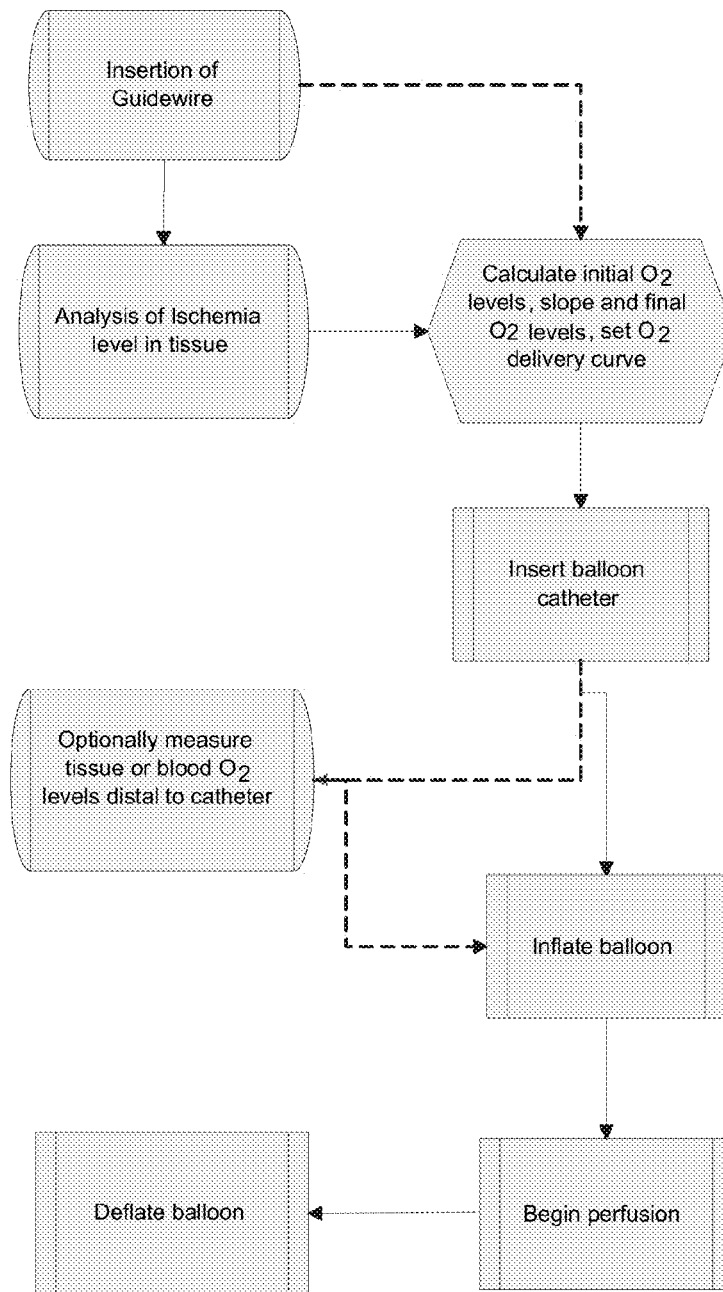 Insertion of
Guidewire
Analysis of Ischemia
level in tissue
Calculate initial O2
levels, slope and final
O2 levels, set O2
delivery curve
Insert balloon
catheter
Optionally measure
tissue or blood O2
levels distal to catheter
Inflate balloon
Begin perfusion
Deflate balloon